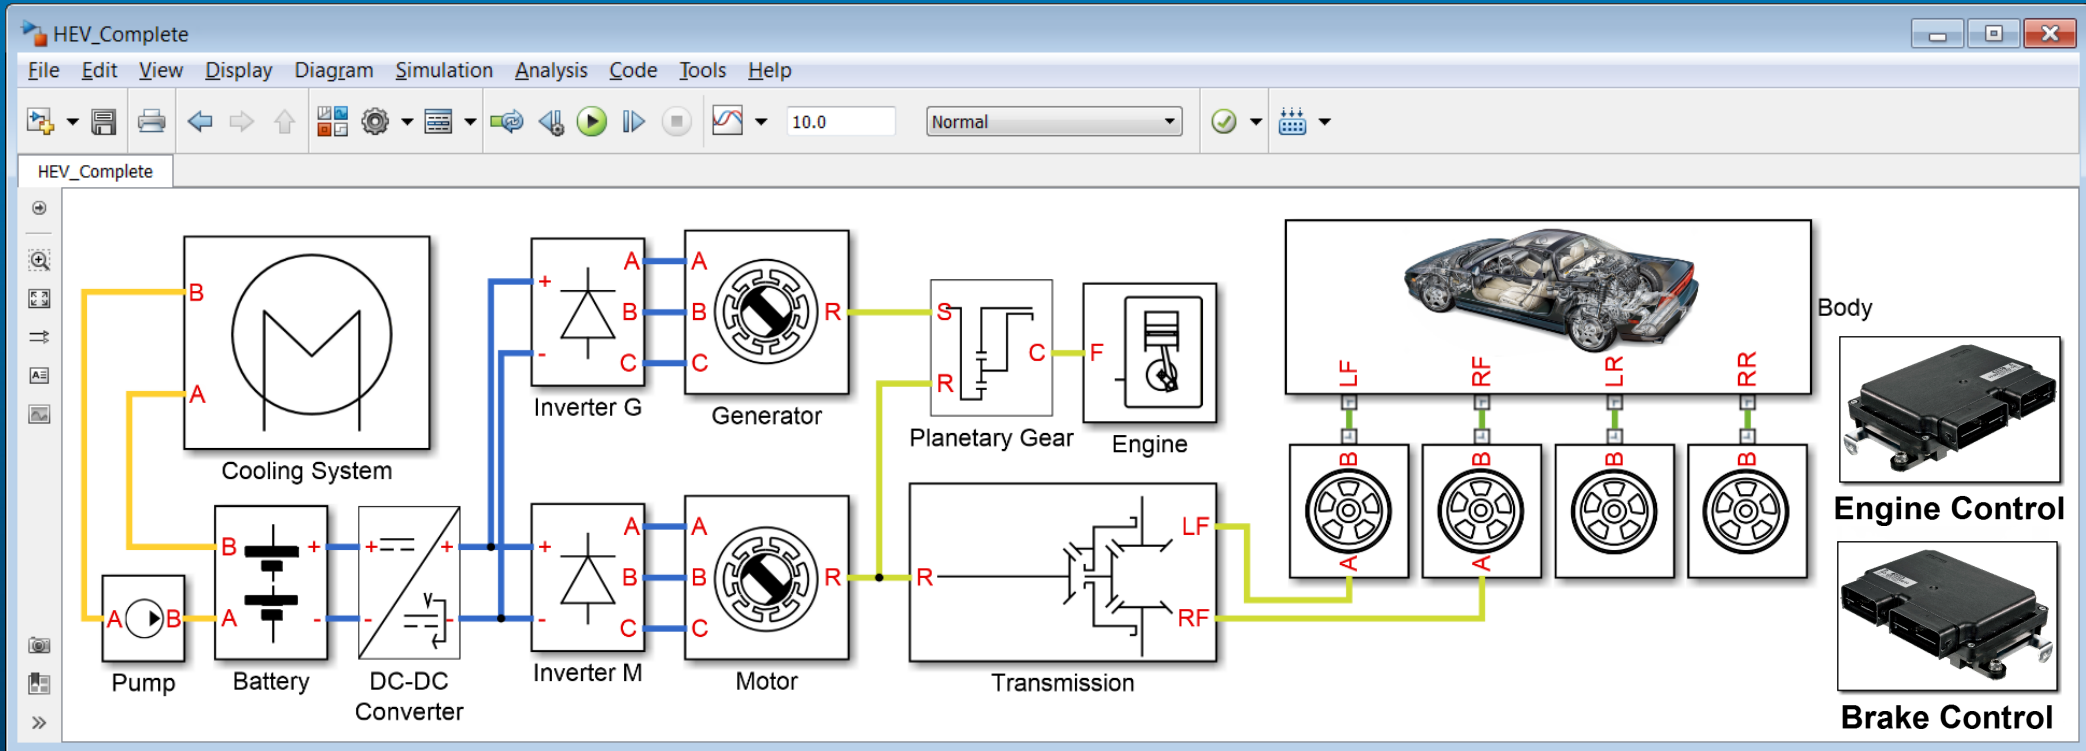 HEV_Complete
File Edit View Display Diagram Simulation Analysis Code Tools Help
10.0 Normal
HEV_Complete
B
A
Cooling System
+
-
A
B
C
Inverter G
A
B
C
R
Generator
S
R
C
Planetary Gear
F
Engine
LF RF LR RR
Body
Engine Control
A B
Pump
B
A
+
-
Battery
+
-
+
-
V
DC-DC
Converter
+
-
A
B
C
Inverter M
A
B
C
R
Motor
R
LF
RF
Transmission
B B B B
A A
Brake Control